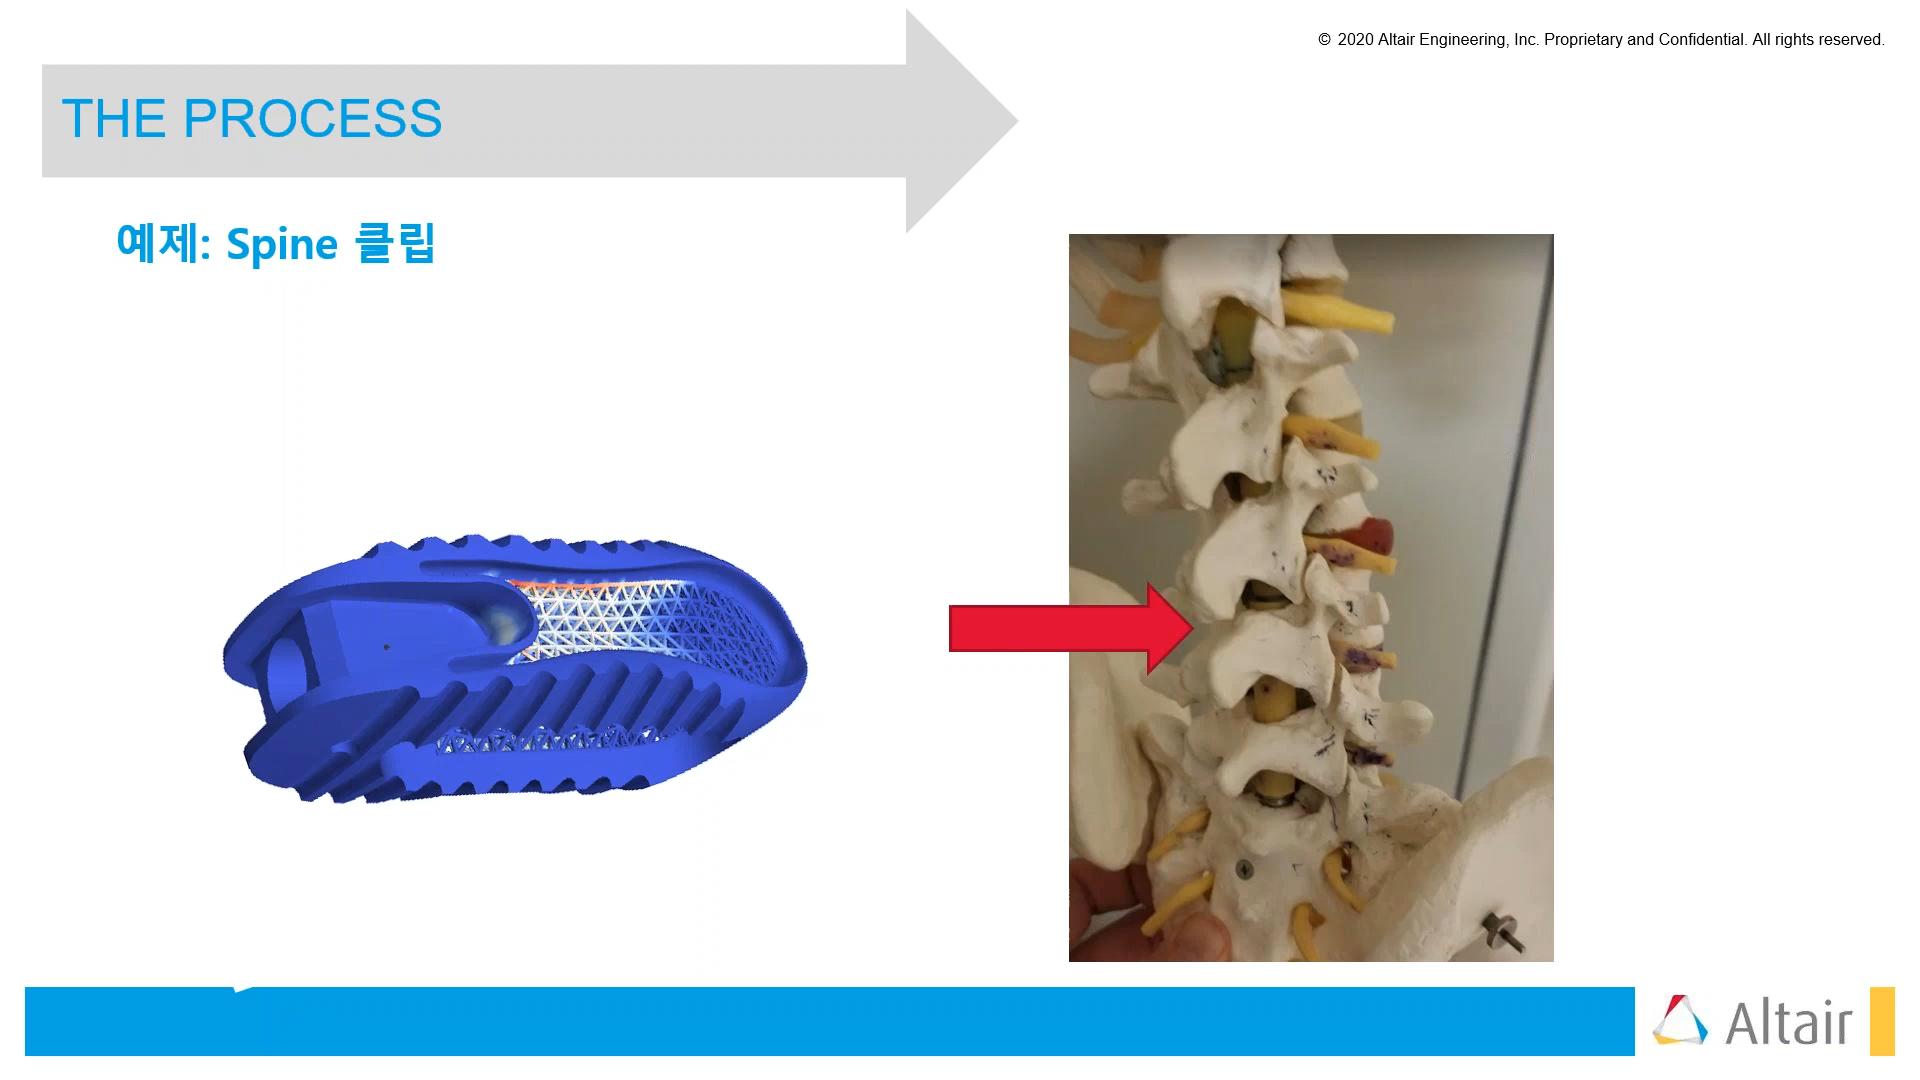 © 2020 Altair Engineering, Inc. Proprietary and Confidential. All rights reserved.
THE PROCESS
예제: Spine 클립
Altair